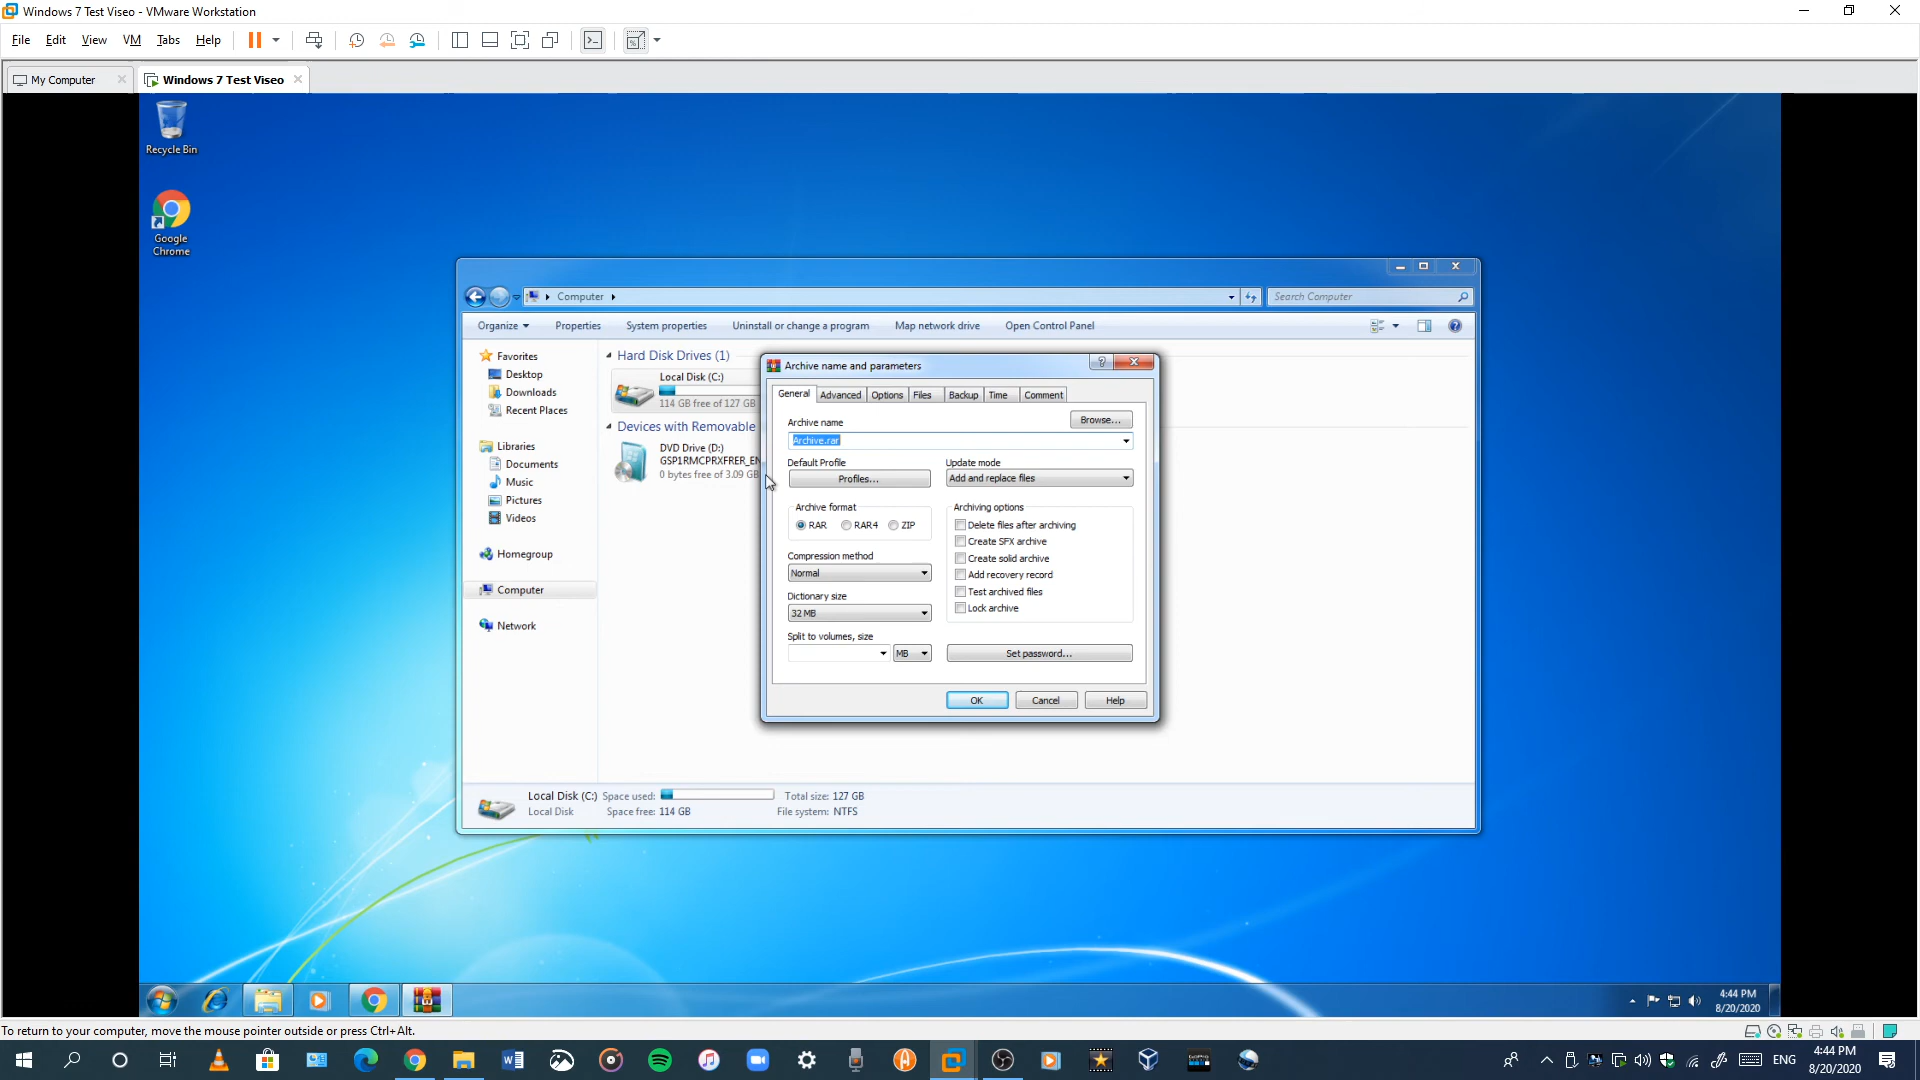 Windows 7 Test Viseo - VMware Workstation
File Edit View VM Tabs Help
My Computer
Windows 7 Test Viseo
Recycle Bin
Google
Chrome
Computer
Search Computer
Organize Properties System properties Uninstall or change a program Map network drive Open Control Panel
Favorites
Desktop
Downloads
Recent Places
Libraries
Documents
Music
Pictures
Videos
Homegroup
Computer
Network
Hard Disk Drives (1)
Local Disk (C:)
114 GB free of 127 GB
Devices with Removable
DVD Drive (D:)
GSP1RMCPRXFRER_EN
0 bytes free of 3.09 GB
Archive name and parameters
General Advanced Options Files Backup Time Comment
Archive name
Browse...
Archive.rar
Default Profile
Profiles...
Update mode
Add and replace files
Archive format
RAR RAR4 ZIP
Compression method
Normal
Dictionary size
32 MB
Split to volumes, size
MB
Archiving options
Delete files after archiving
Create SFX archive
Create solid archive
Add recovery record
Test archived files
Lock archive
Set password...
OK Cancel Help
Local Disk (C:) Space used: Total size: 127 GB
Local Disk Space free: 114 GB File system: NTFS
4:44 PM
8/20/2020
To return to your computer, move the mouse pointer outside or press Ctrl+Alt.
ENG
4:44 PM
8/20/2020